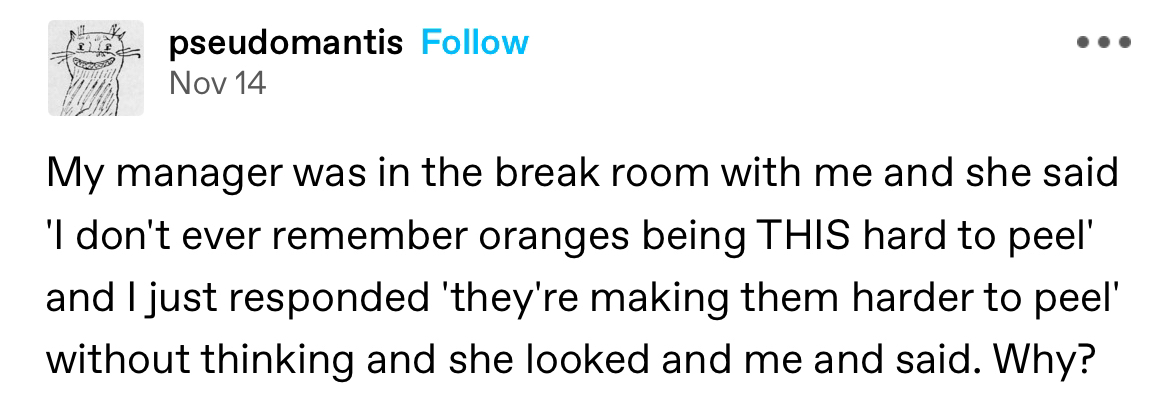 pseudomantis Follow
Nov 14
My manager was in the break room with me and she said
'I don't ever remember oranges being THIS hard to peel'
and I just responded 'they're making them harder to peel'
without thinking and she looked and me and said. Why?